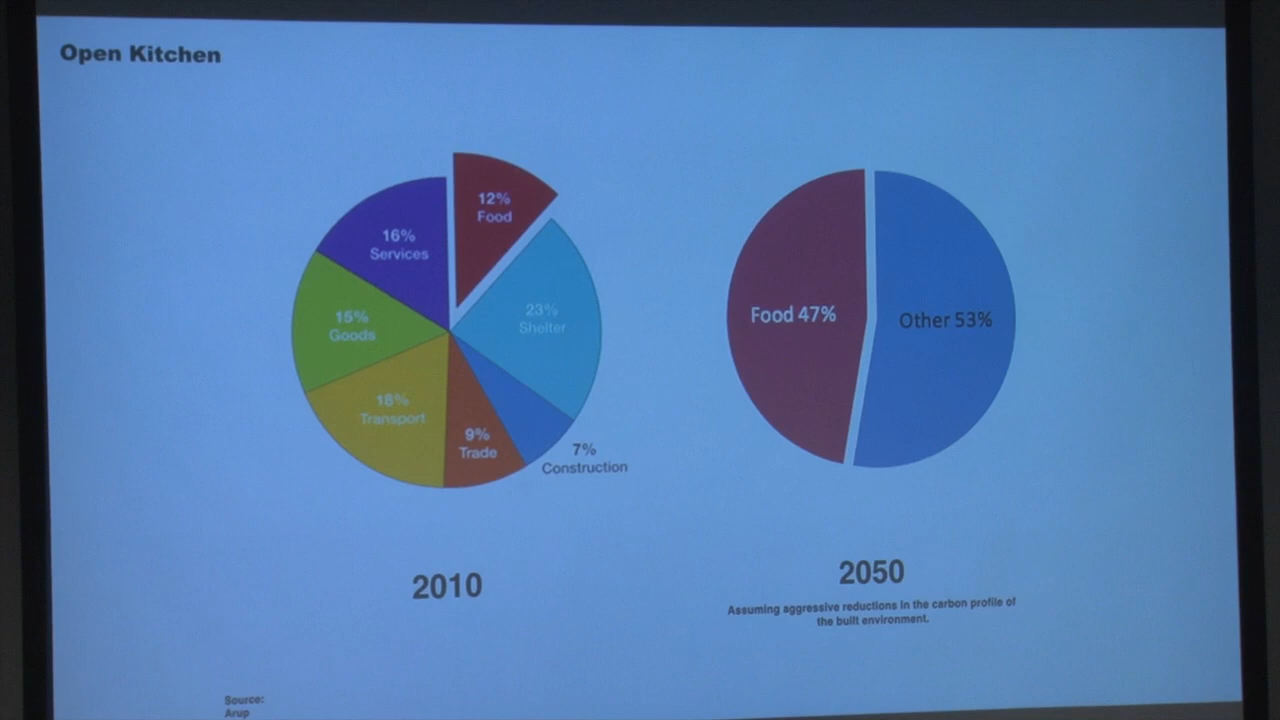 Open Kitchen
12%
Food
16%
Services
23%
Shelter
15%
Goods
18%
Transport
9%
Trade
7%
Construction
2010
Food 47%
Other 53%
2050
Assuming aggressive reductions in the carbon profile of
the built environment.
Source:
Arup